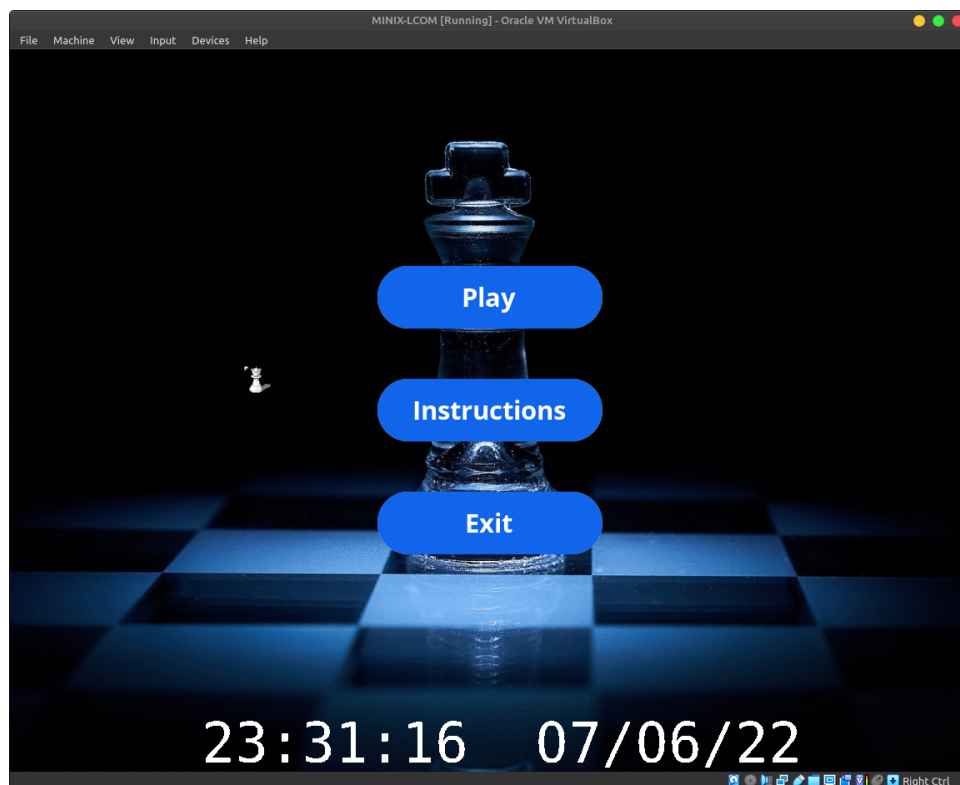 MINIX-LCOM [Running] - Oracle VM VirtualBox
File Machine View Input Devices Help
Play
Instructions
Exit
23:31:16 07/06/22
Right Ctrl